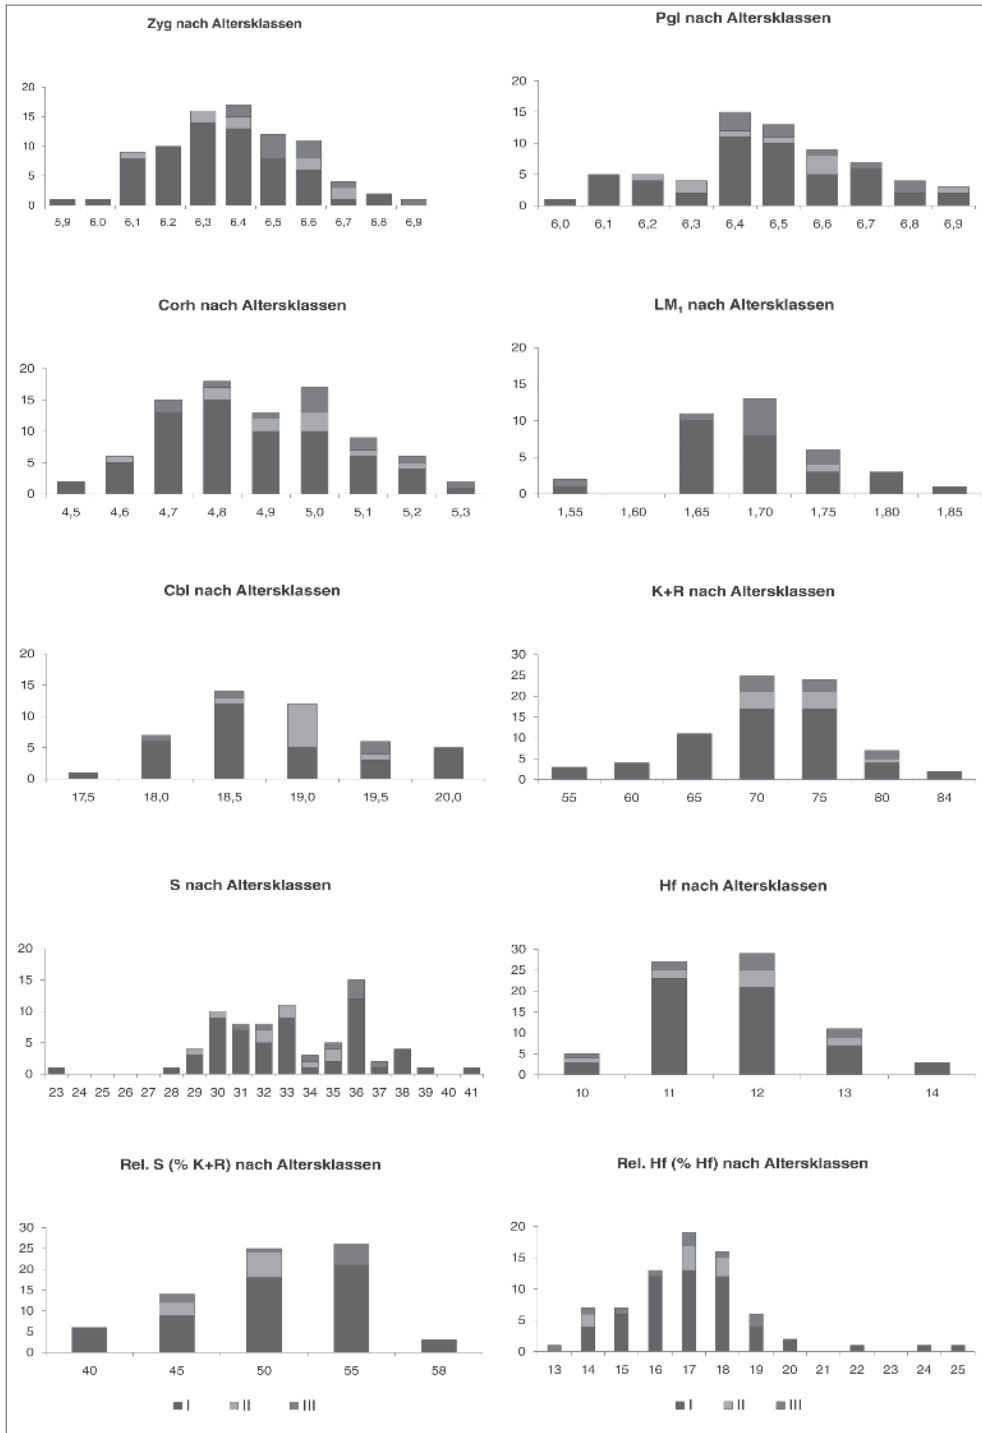 Zyg nach Altersklassen
20
15
10
5
0
5,9 6.0 6,1 6.2 6,3 6.4 6,5 6.6 6,7 6.8 6,9
Pgl nach Altersklassen
20
15
10
5
0
6,0 6,1 6,2 6,3 6,4 6,5 6,6 6,7 6,8 6,9
Corh nach Altersklassen
20
15
10
5
0
4,5 4,6 4,7 4,8 4,9 5,0 5,1 5,2 5,3
LM₁ nach Altersklassen
20
15
10
5
0
1,55 1,60 1,65 1,70 1,75 1,80 1,85
Cbl nach Altersklassen
20
15
10
5
0
17,5 18,0 18,5 19,0 19,5 20,0
K+R nach Altersklassen
30
25
20
15
10
5
0
55 60 65 70 75 80 84
S nach Altersklassen
20
15
10
5
0
23 24 25 26 27 28 29 30 31 32 33 34 35 36 37 38 39 40 41
Hf nach Altersklassen
30
25
20
15
10
5
0
10 11 12 13 14
Rel. S (% K+R) nach Altersklassen
30
25
20
15
10
5
0
40 45 50 55 58
I II III
Rel. Hf (% Hf) nach Altersklassen
20
15
10
5
0
13 14 15 16 17 18 19 20 21 22 23 24 25
I II III